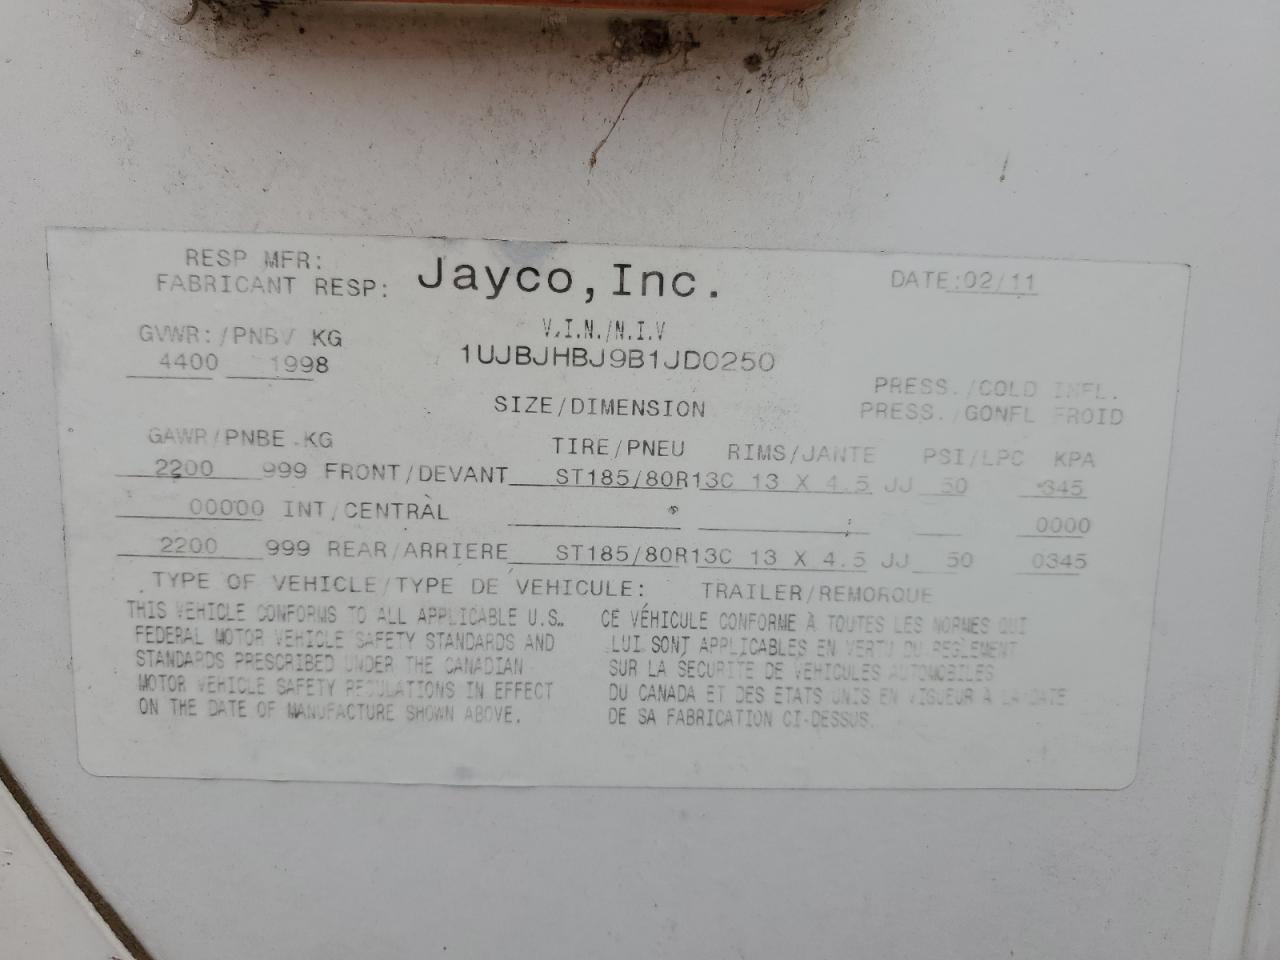 RESP MFR:
FABRICANT RESP: Jayco, Inc. DATE:02/11
GVWR:/PNBV KG V.I.N./N.I.V
4400 1998 1UJBJHBJ9B1JD0250
SIZE/DIMENSION PRESS./COLD INFL.
PRESS./GONFL FROID
GAWR/PNBE KG TIRE/PNEU RIMS/JANTE PSI/LPC KPA
2200 999 FRONT/DEVANT ST185/80R13C 13 X 4.5 JJ 50 345
00000 INT/CENTRAL 0000
2200 999 REAR/ARRIERE ST185/80R13C 13 X 4.5 JJ 50 0345
TYPE OF VEHICLE/TYPE DE VEHICULE: TRAILER/REMORQUE
THIS VEHICLE CONFORMS TO ALL APPLICABLE U.S.
FEDERAL MOTOR VEHICLE SAFETY STANDARDS AND
STANDARDS PRESCRIBED UNDER THE CANADIAN
MOTOR VEHICLE SAFETY REGULATIONS IN EFFECT
ON THE DATE OF MANUFACTURE SHOWN ABOVE.
CE VÉHICULE CONFORME À TOUTES LES NORMES QUI
LUI SONT APPLICABLES EN VERTU DU RÈGLEMENT
SUR LA SECURITE DE VEHICULES AUTOMOBILES
DU CANADA ET DES ETATS UNIS EN VIGUEUR À LA DATE
DE SA FABRICATION CI-DESSUS.